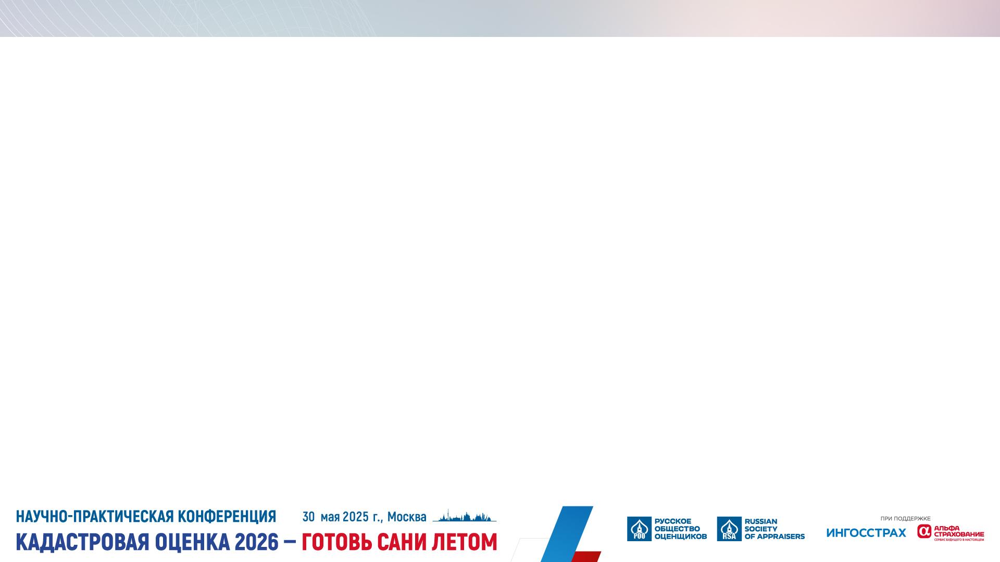 НАУЧНО-ПРАКТИЧЕСКАЯ КОНФЕРЕНЦИЯ
30 мая 2025 г., Москва
КАДАСТРОВАЯ ОЦЕНКА 2026 – ГОТОВЬ САНИ ЛЕТОМ
РОО
РУССКОЕ
ОБЩЕСТВО
ОЦЕНЩИКОВ
RSA
RUSSIAN
SOCIETY
OF APPRAISERS
ПРИ ПОДДЕРЖКЕ
ИНГОССТРАХ
АЛЬФА
СТРАХОВАНИЕ
СЕРВИС БУДУЩЕГО В НАСТОЯЩЕМ